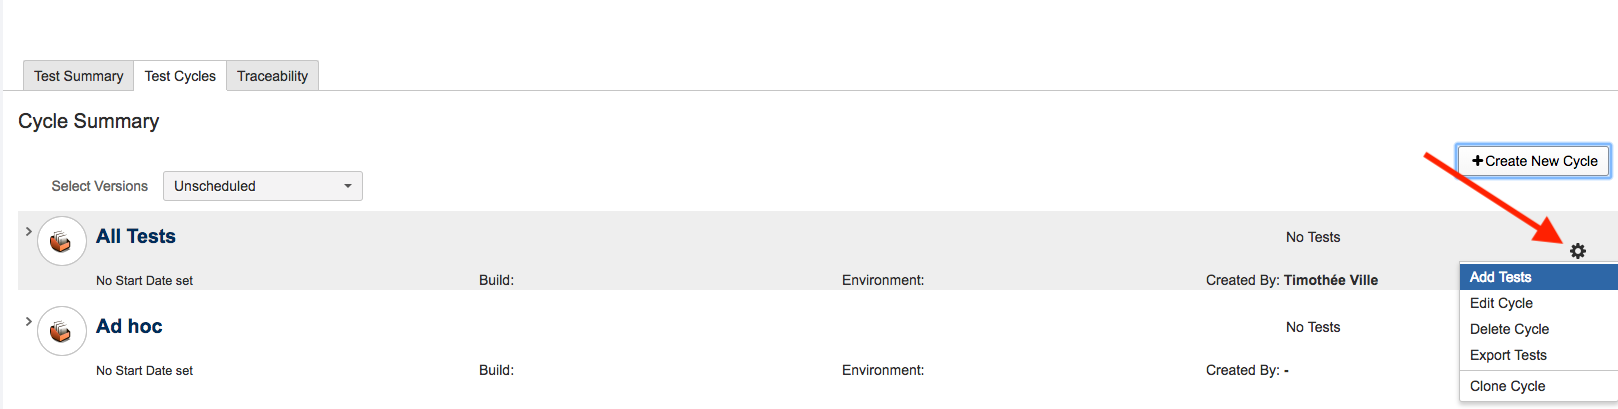 Test Summary Test Cycles Traceability
Cycle Summary
+Create New Cycle
Select Versions Unscheduled
All Tests No Tests
No Start Date set Build: Environment: Created By: Timothée Ville
Add Tests
Edit Cycle
Ad hoc No Tests
Delete Cycle
Export Tests
No Start Date set Build: Environment: Created By: -
Clone Cycle